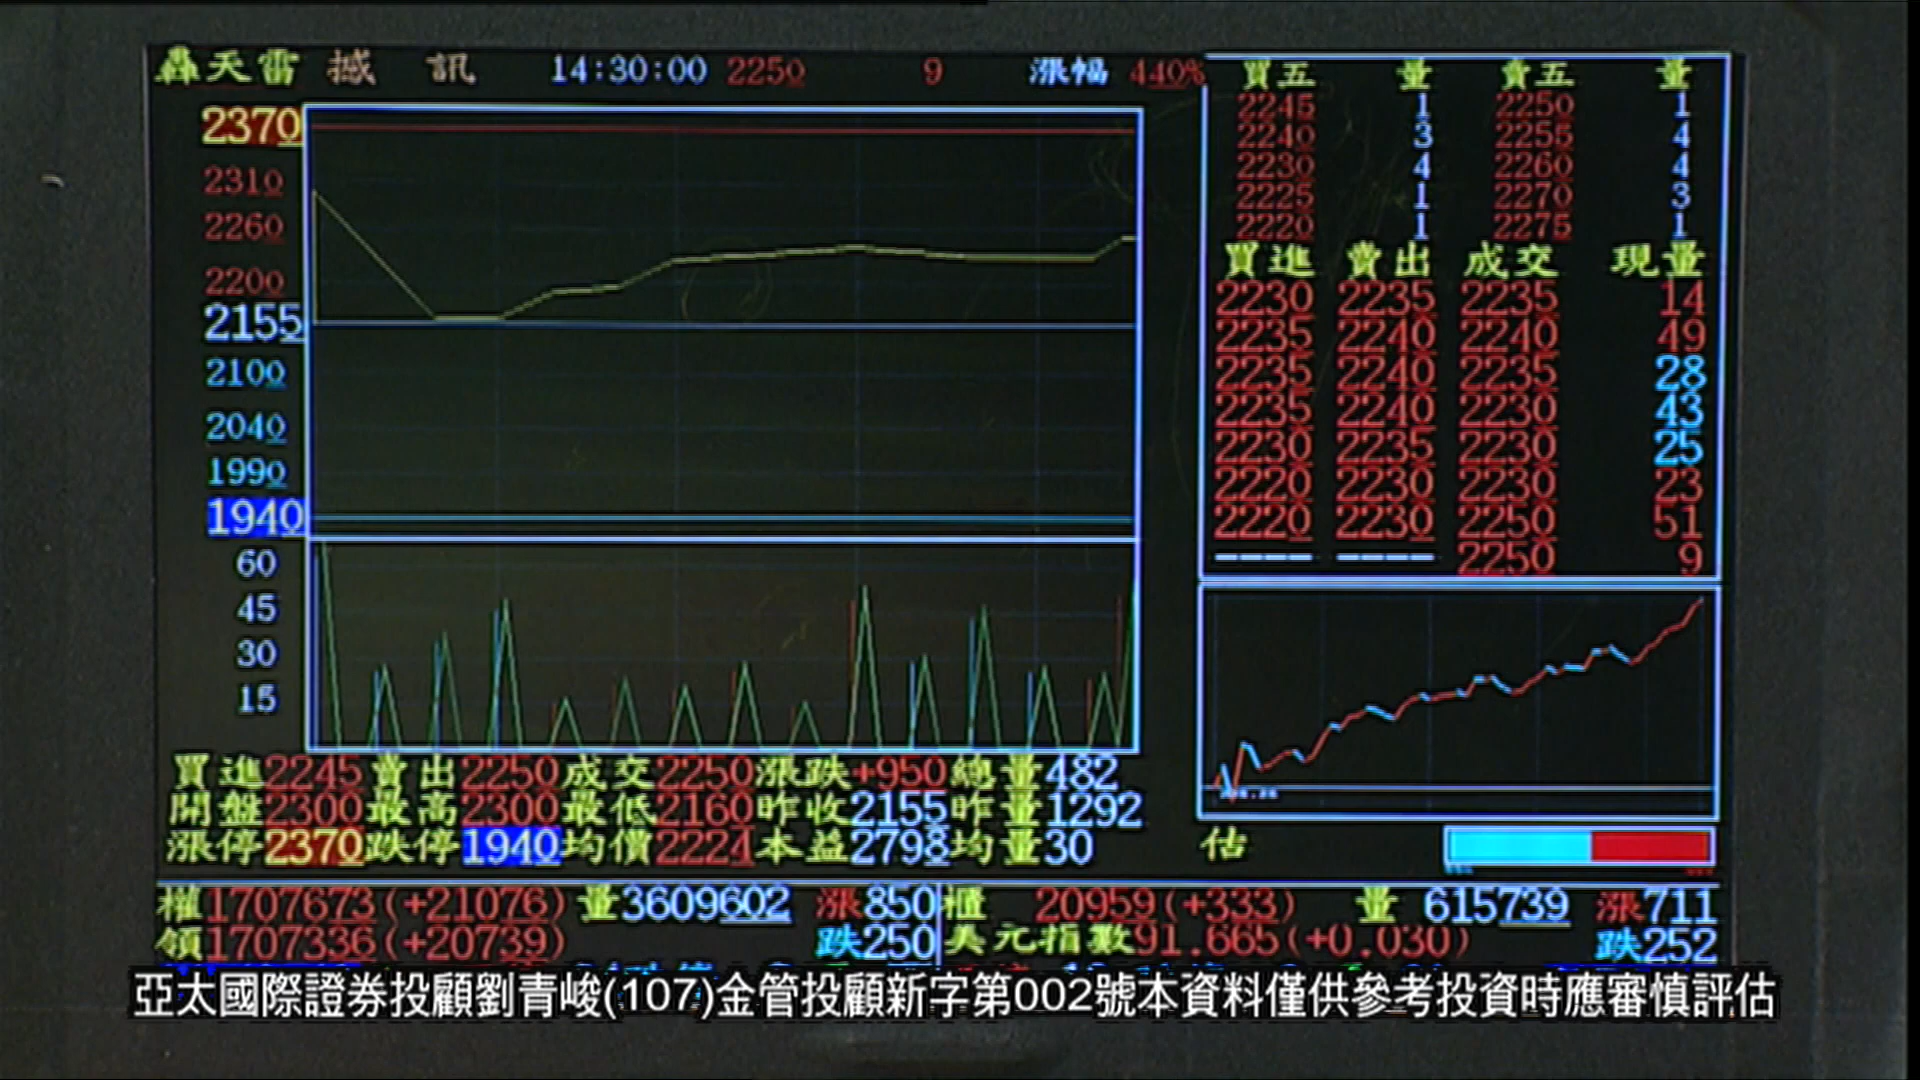 轟天雷 撼訊 14:30:00 2250 9 漲幅 440%
買五 量 賣五 量
2245 1 2250 1
2240 3 2255 4
2230 4 2260 4
2225 1 2270 3
2220 1 2275 1
買進 賣出 成交 現量
2230 2235 2235 14
2235 2240 2240 49
2235 2240 2235 28
2235 2240 2230 43
2230 2235 2230 25
2220 2230 2230 23
2220 2230 2250 51
---- ---- 2250 9
2370
2310
2260
2200
2155
2100
2040
1990
1940
60
45
30
15
買進2245賣出2250成交2250漲跌+950總量482
開盤2300最高2300最低2160昨收2155昨量1292
漲停2370跌停1940均價2224本益2798均量30
估
權1707673(+21076) 量3609602 漲850 櫃 20959(+333) 量 615739 漲711
領1707336(+20739) 跌250 美元指數91.665(+0.030) 跌252
亞太國際證券投顧劉青峻(107)金管投顧新字第002號本資料僅供參考投資時應審慎評估